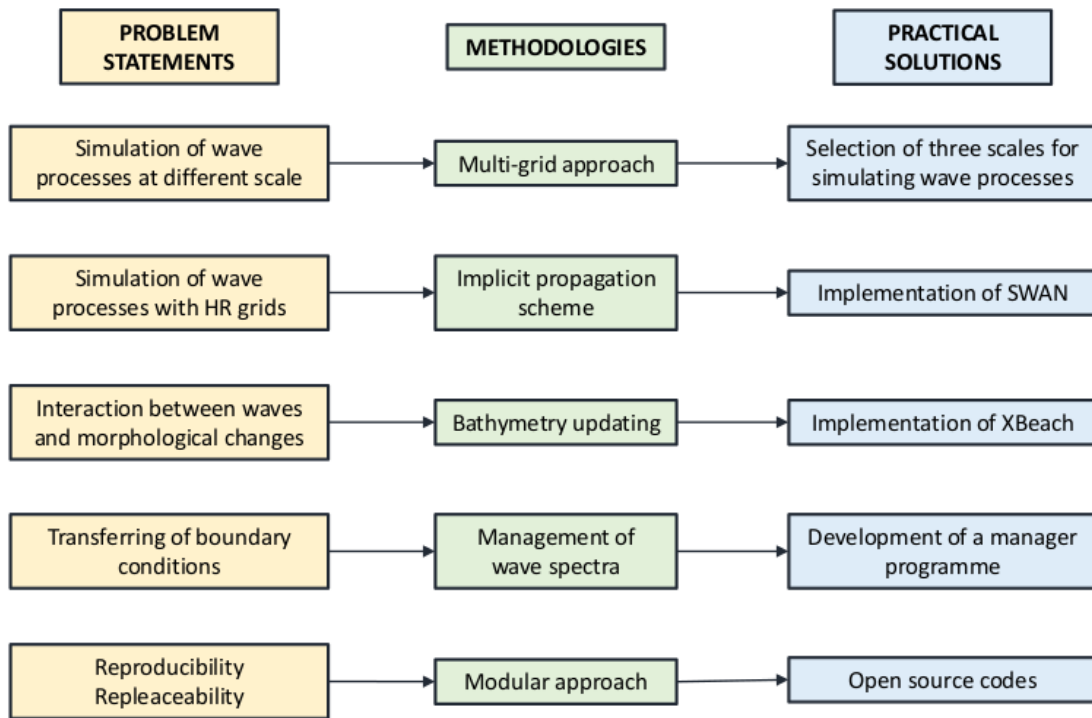 PROBLEM
STATEMENTS
METHODOLOGIES
PRACTICAL
SOLUTIONS
Simulation of wave
processes at different scale
Multi-grid approach
Selection of three scales for
simulating wave processes
Simulation of wave
processes with HR grids
Implicit propagation
scheme
Implementation of SWAN
Interaction between waves
and morphological changes
Bathymetry updating
Implementation of XBeach
Transferring of boundary
conditions
Management of
wave spectra
Development of a manager
programme
Reproducibility
Repleaceability
Modular approach
Open source codes